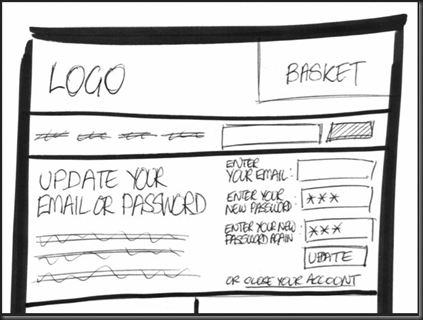 LOGO
BASKET
UPDATE YOUR
EMAIL OR PASSWORD
ENTER
YOUR EMAIL:
ENTER YOUR
NEW PASSWORD:
***
ENTER YOUR NEW
PASSWORD AGAIN:
***
UPDATE
OR CLOSE YOUR ACCOUNT